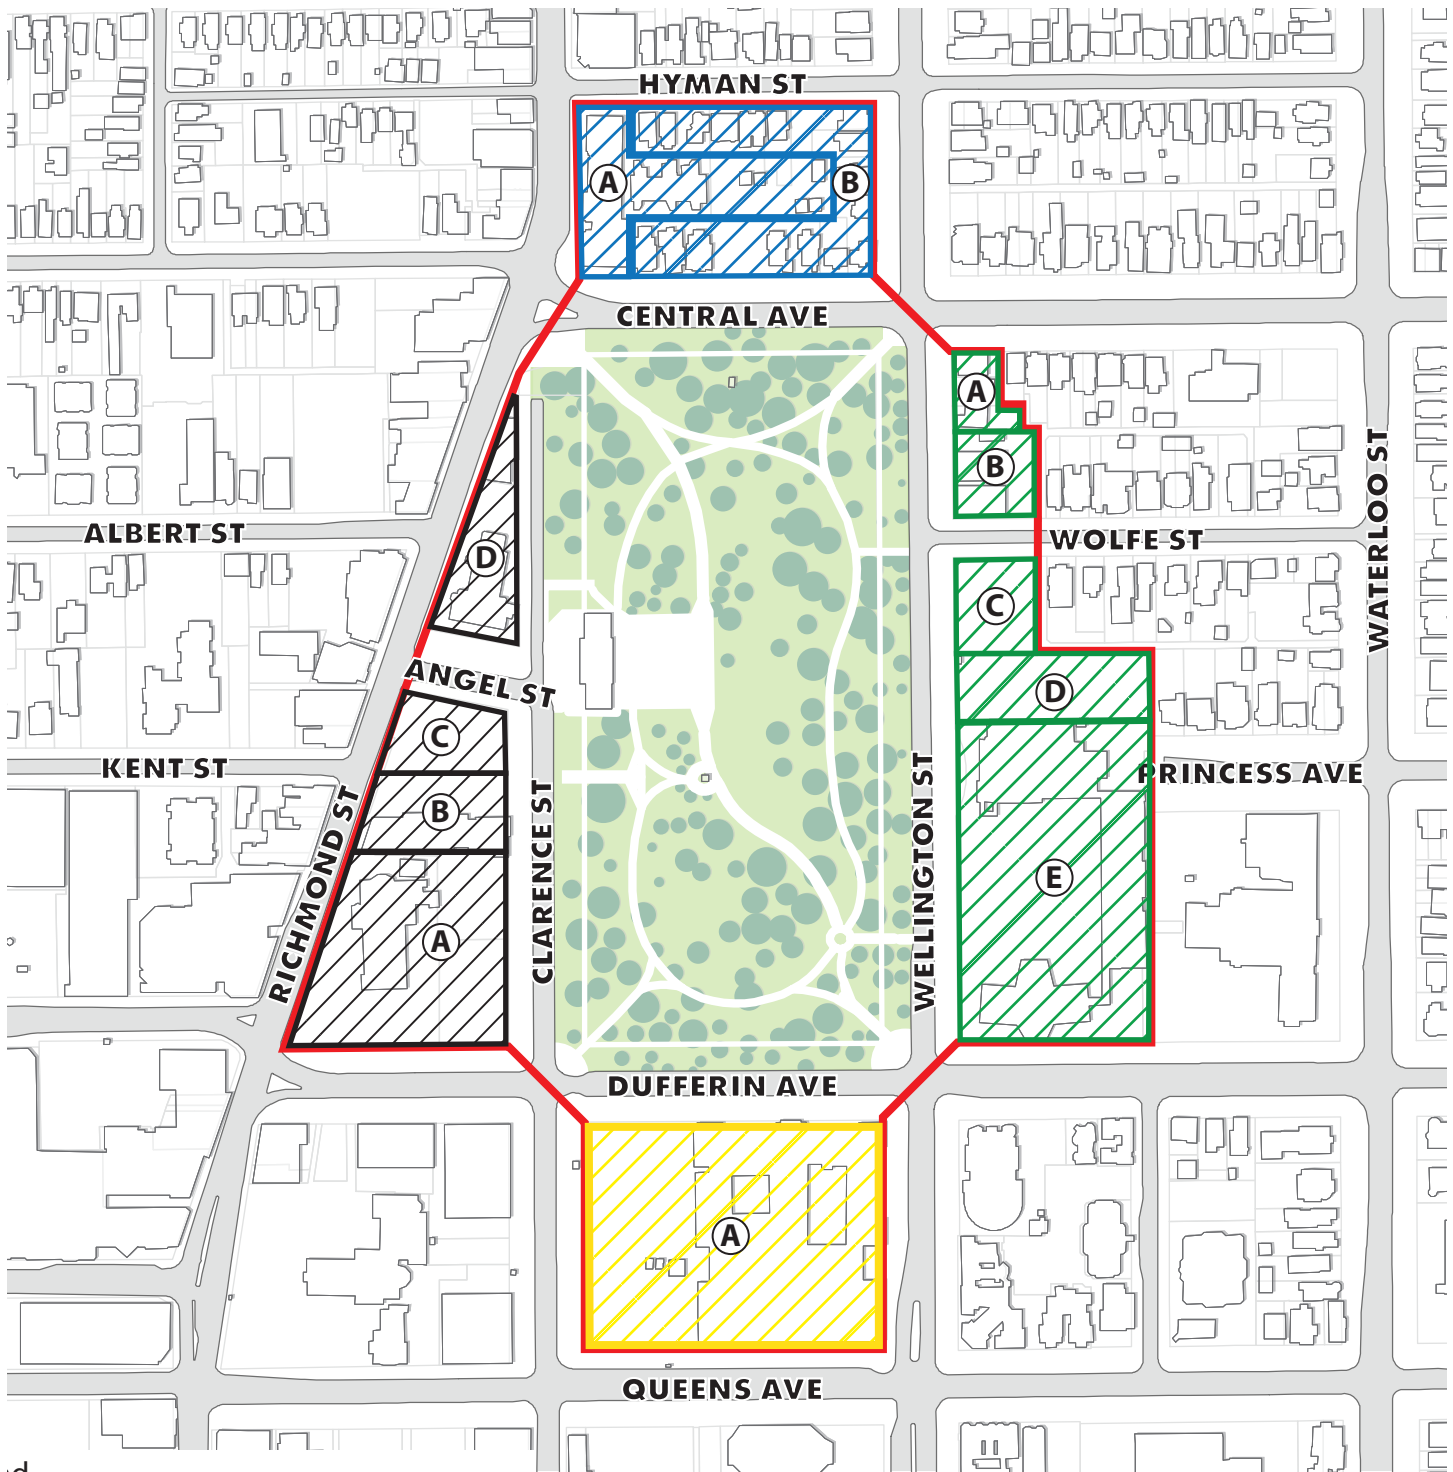 HYMAN ST
A
B
CENTRAL AVE
A
B
ALBERT ST
WOLFE ST
WATERLOO ST
D
C
ANGEL ST
D
C
KENT ST
PRINCESS AVE
RICHMOND ST
B
CLARENCE ST
WELLINGTON ST
E
A
DUFFERIN AVE
A
QUEENS AVE